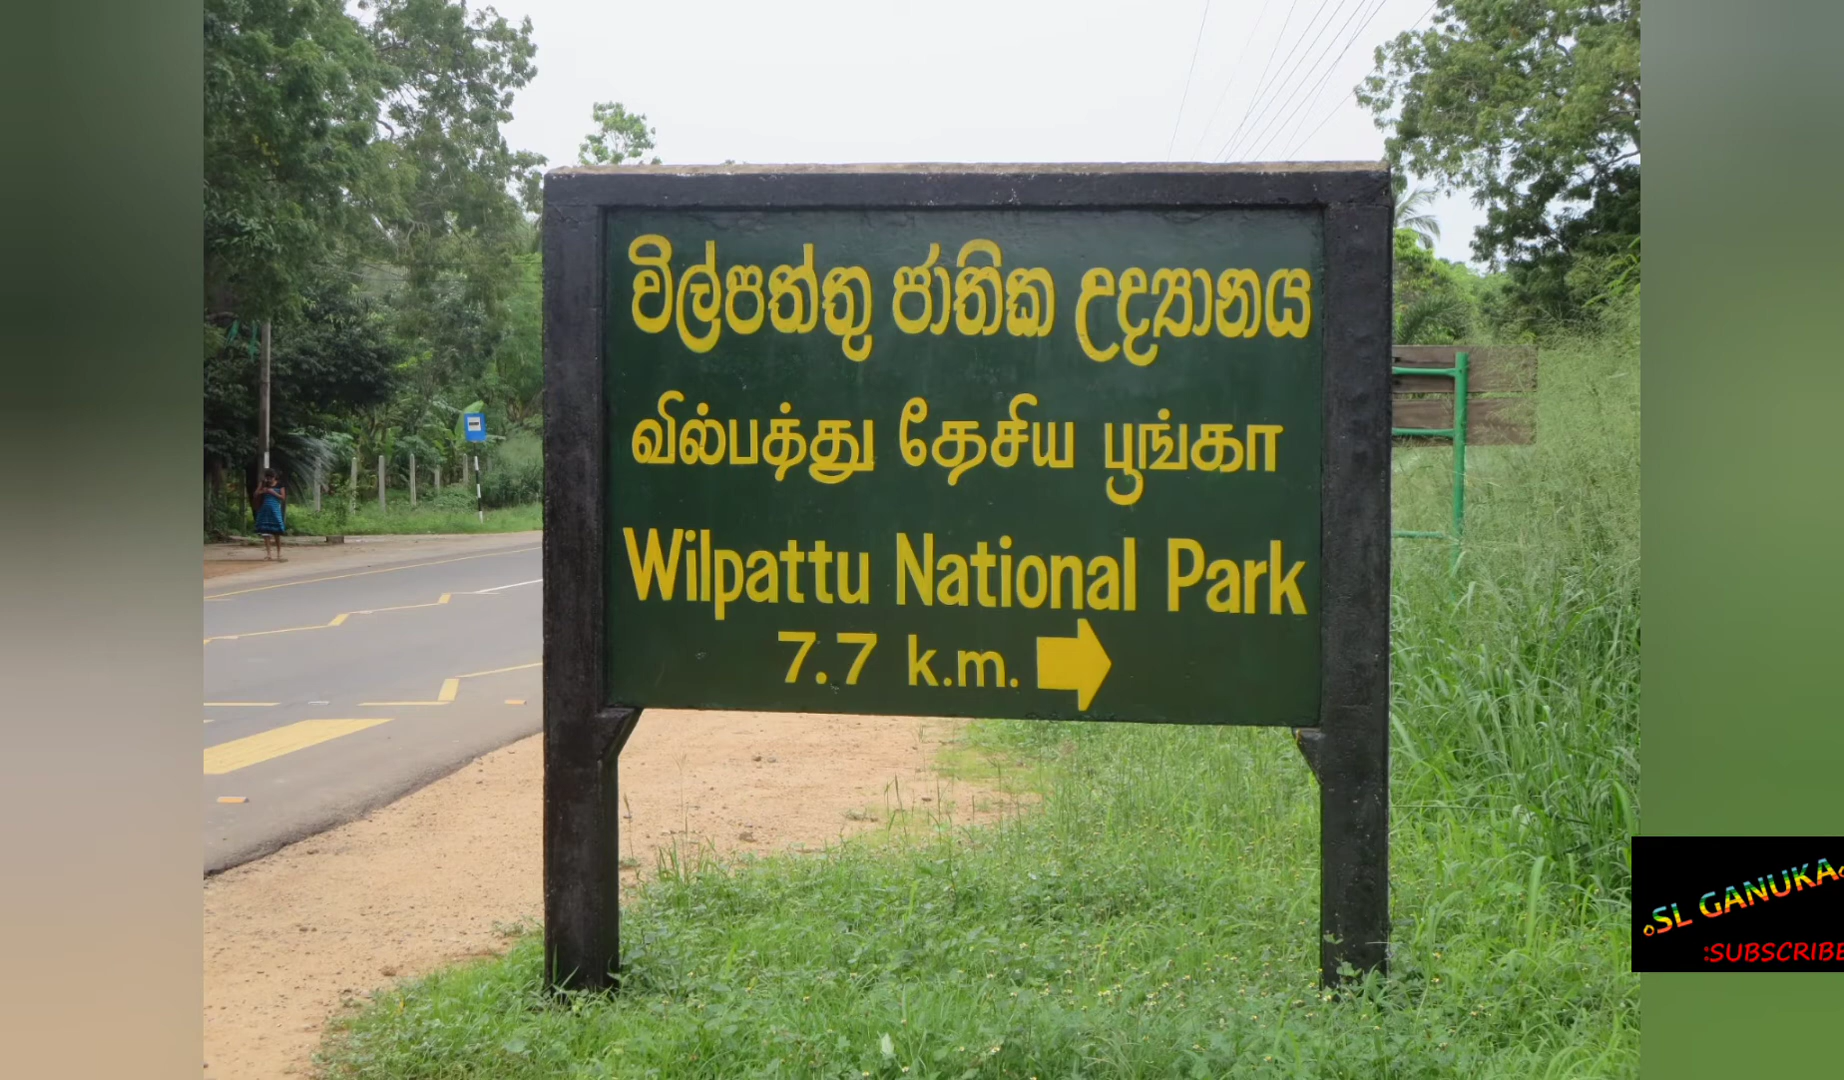 විල්පත්තු ජාතික උද්‍යානය
வில்பத்து தேசிய பூங்கா
Wilpattu National Park
7.7 k.m.
SL GANUKA
:SUBSCRIBE